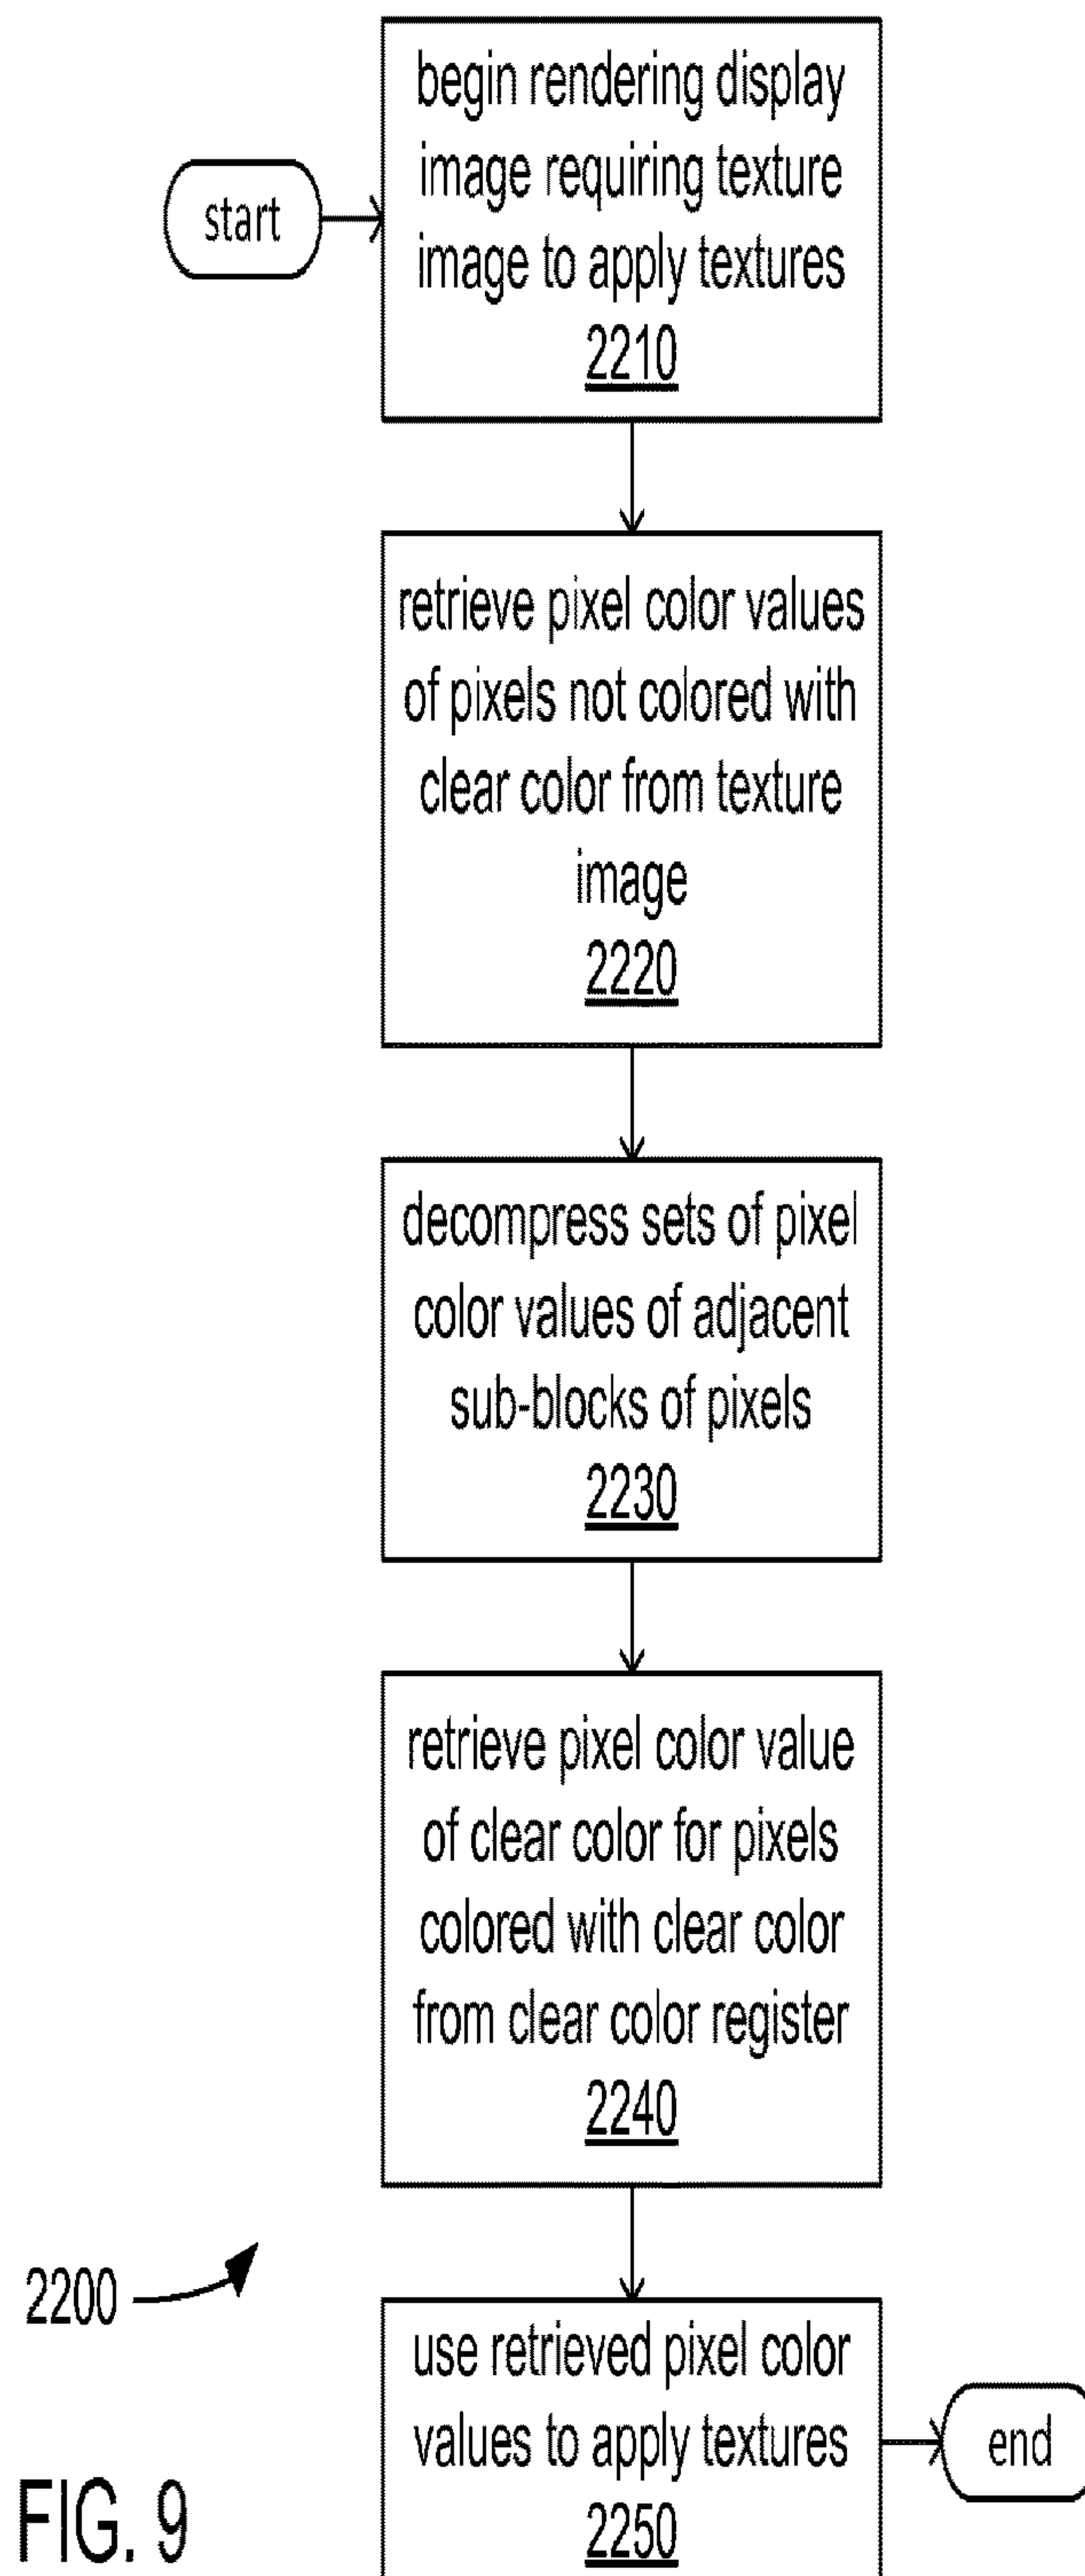 start
begin rendering display
image requiring texture
image to apply textures
2210
retrieve pixel color values
of pixels not colored with
clear color from texture
image
2220
decompress sets of pixel
color values of adjacent
sub-blocks of pixels
2230
retrieve pixel color value
of clear color for pixels
colored with clear color
from clear color register
2240
2200
use retrieved pixel color
values to apply textures
2250
end
FIG. 9